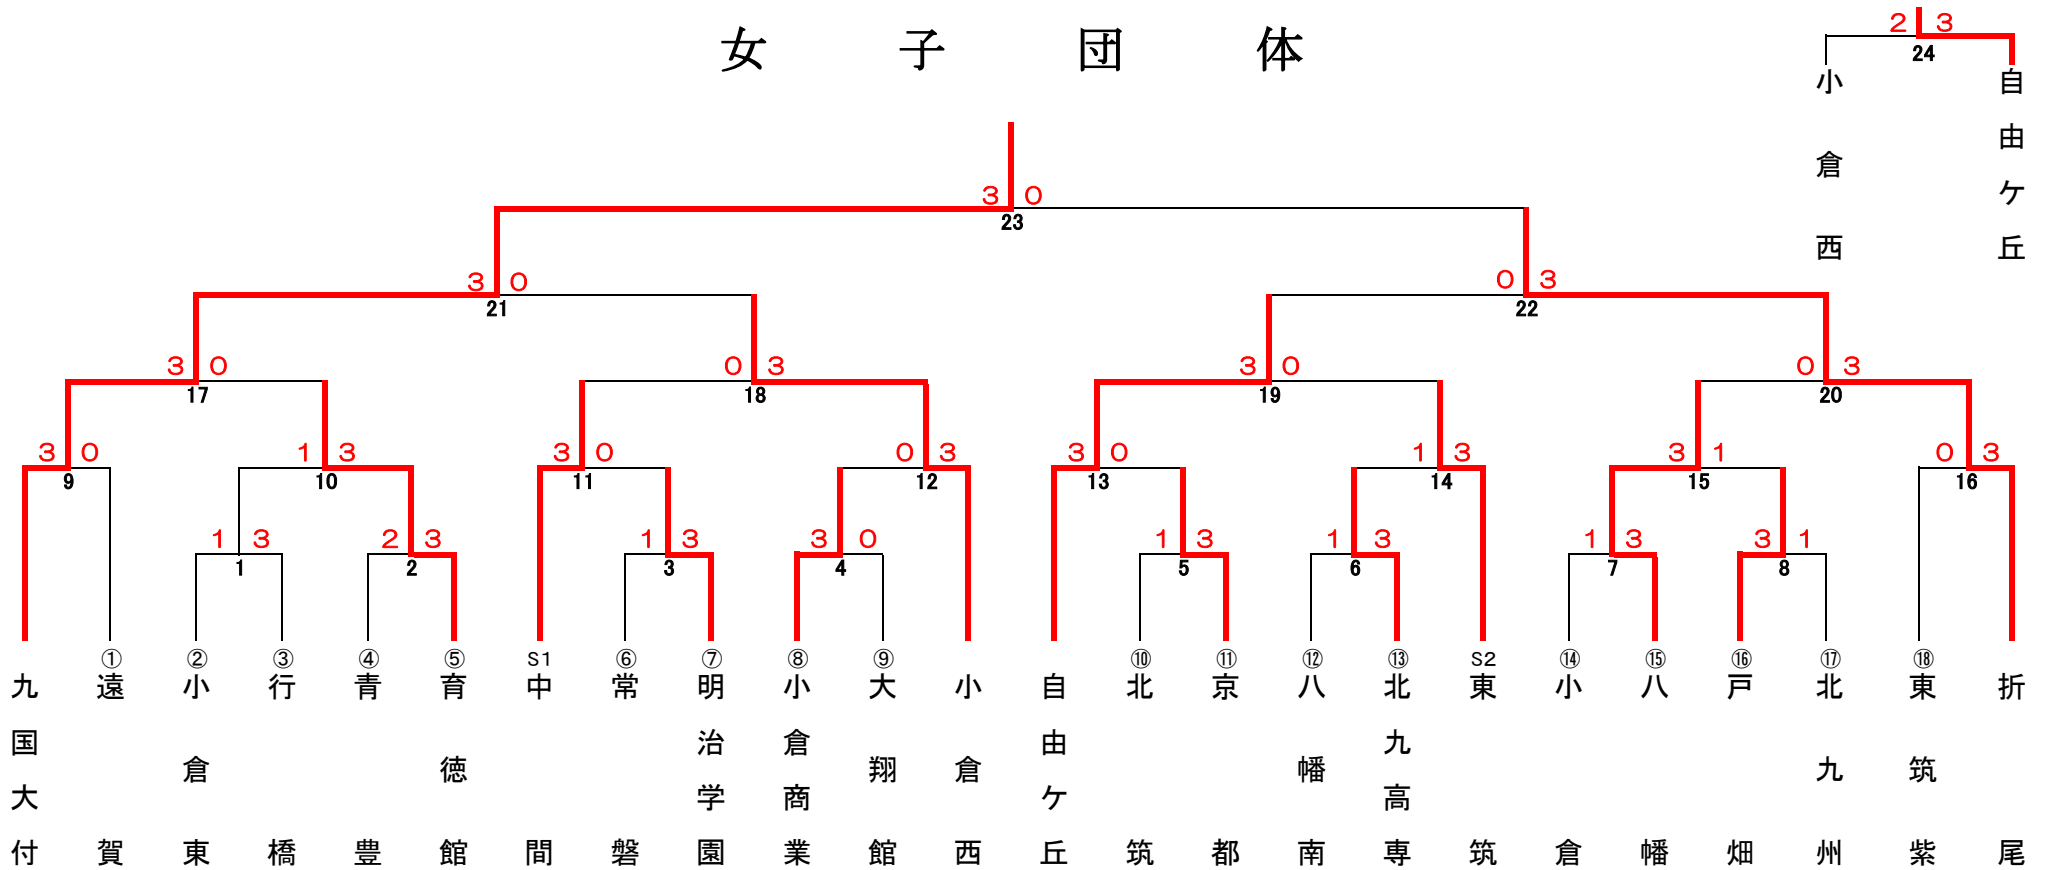 女子団体
2 3
24
小倉西
自由ケ丘
3 0
23
3 0
21
0 3
22
3 0
17
0 3
18
3 0
19
0 3
20
3 0
9
1 3
10
3 0
11
0 3
12
3 0
13
1 3
14
3 1
15
0 3
16
1 3
1
2 3
2
1 3
3
3 0
4
1 3
5
1 3
6
1 3
7
3 1
8
九国大付
① 遠賀
② 小倉東
③ 行橋
④ 青豊
⑤ 育徳館
S1 中間
⑥ 常磐
⑦ 明治学園
⑧ 小倉商業
⑨ 大翔館
小倉西
自由ケ丘
⑩ 北筑
⑪ 京都
⑫ 八幡南
⑬ 北九高専
S2 東筑
⑭ 小倉
⑮ 八幡
⑯ 戸畑
⑰ 北九州
⑱ 東筑紫
折尾